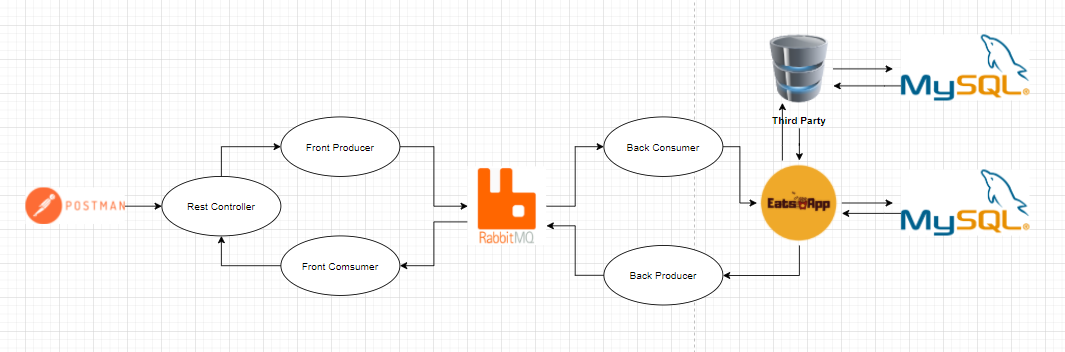 MySQL
Third Party
Front Producer
Back Consumer
POSTMAN
Rest Controller
EatsApp
MySQL
RabbitMQ
Front Comsumer
Back Producer